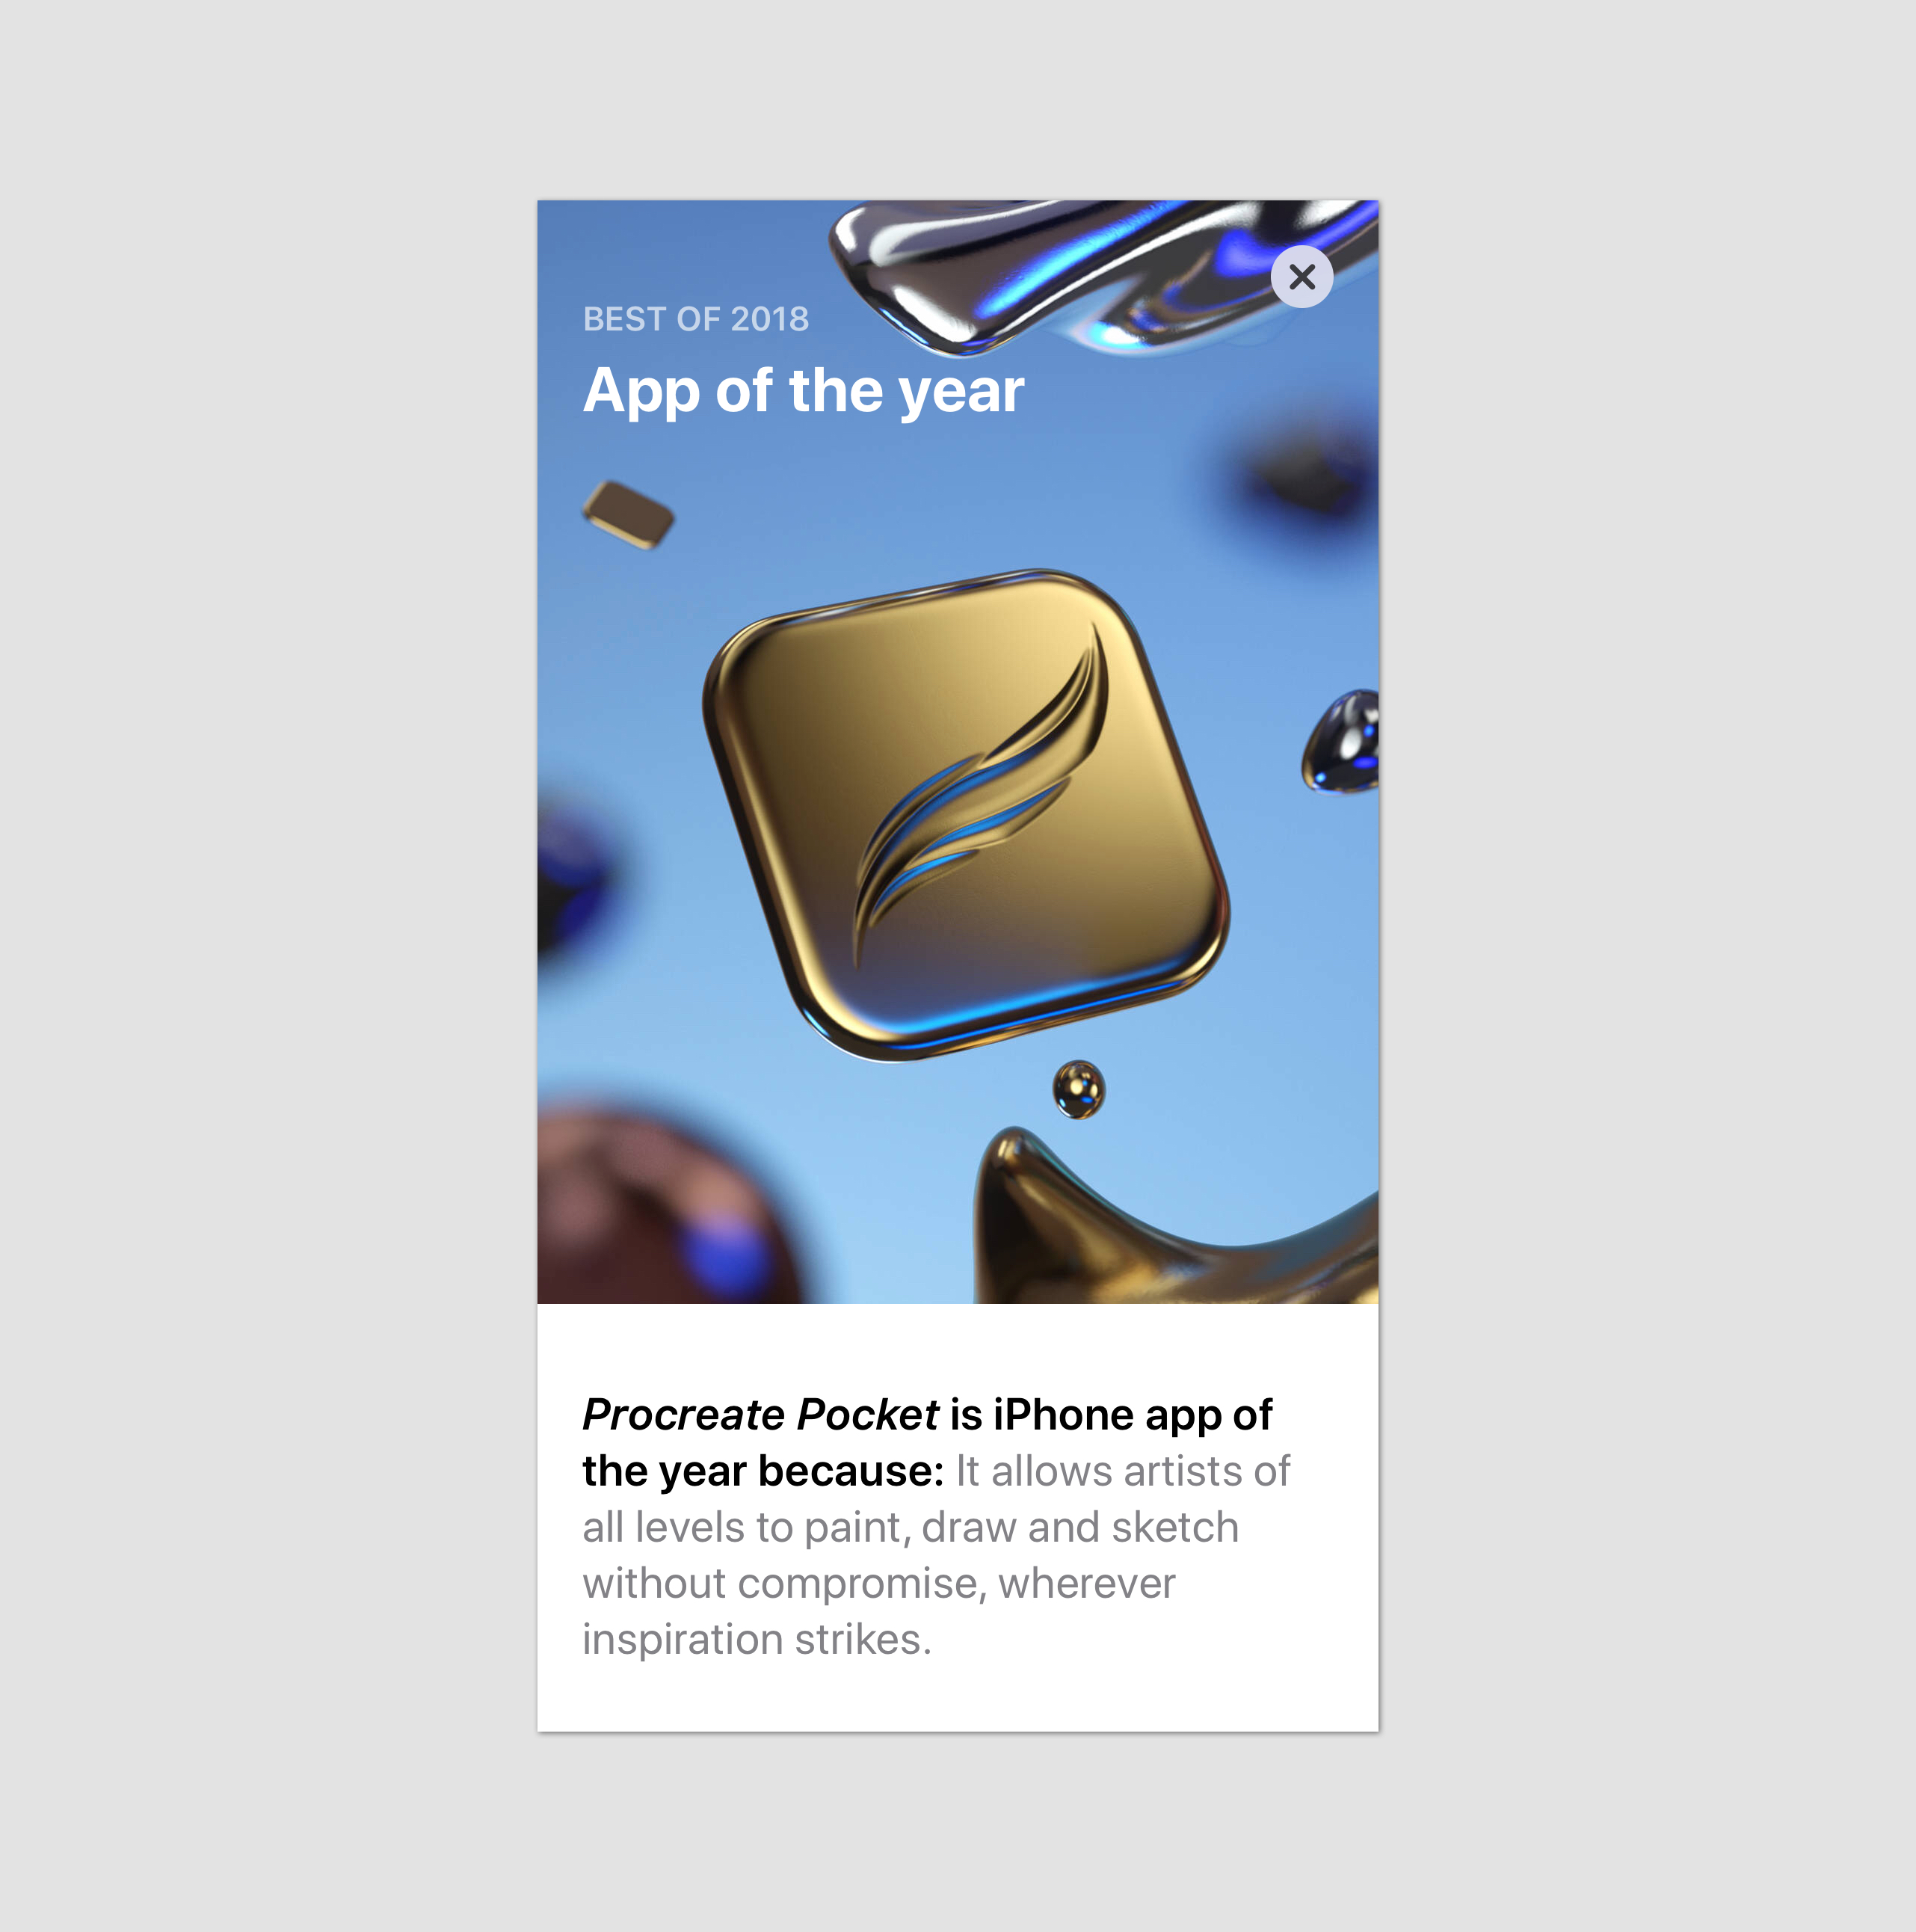 BEST OF 2018
App of the year
Procreate Pocket is iPhone app of
the year because: It allows artists of
all levels to paint, draw and sketch
without compromise, wherever
inspiration strikes.